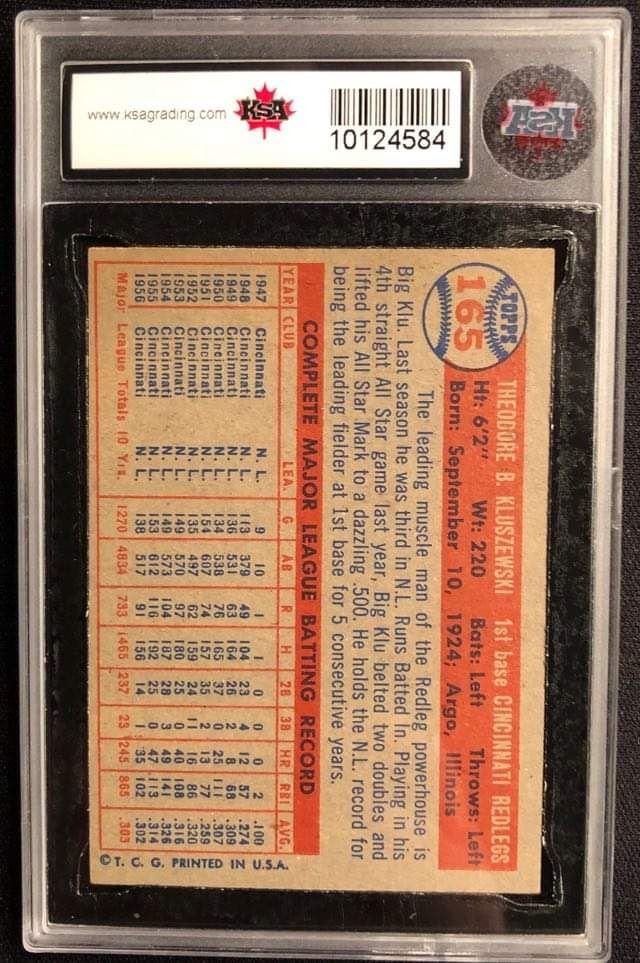 www.ksagrading.com
KSA
10124584
KSA
TOPPS
165
THEODORE B. KLUSZEWSKI 1st base CINCINNATI REDLEGS
Ht: 6'2" Wt: 220 Bats: Left Throws: Left
Born: September 10, 1924; Argo, Illinois
The leading muscle man of the Redleg powerhouse is
Big Klu. Last season he was third in N.L. Runs Batted In. Playing in his
4th straight All Star game last year, Big Klu belted two doubles and
lifted his All Star Mark to a dazzling .500. He holds the N.L. record for
being the leading fielder at 1st base for 5 consecutive years.
COMPLETE MAJOR LEAGUE BATTING RECORD
YEAR CLUB LEA. G AB R H 2B 3B HR RBI AVG.
1947 Cincinnati N. L. 9 10 1 1 0 0 0 2 .100
1948 Cincinnati N. L. 113 379 49 104 23 4 12 57 .274
1949 Cincinnati N. L. 136 531 63 164 26 2 8 68 .309
1950 Cincinnati N. L. 134 538 76 165 37 0 25 111 .307
1951 Cincinnati N. L. 154 607 74 157 35 2 13 77 .259
1952 Cincinnati N. L. 135 497 62 159 24 11 16 86 .320
1953 Cincinnati N. L. 149 570 97 180 25 0 40 108 .316
1954 Cincinnati N. L. 149 573 104 187 28 3 49 141 .326
1955 Cincinnati N. L. 153 612 116 192 25 0 47 113 .314
1956 Cincinnati N. L. 138 517 91 156 14 1 35 102 .302
Major League Totals 10 Yrs. 1270 4834 733 1465 237 23 245 865 .303
© T. C. G. PRINTED IN U.S.A.